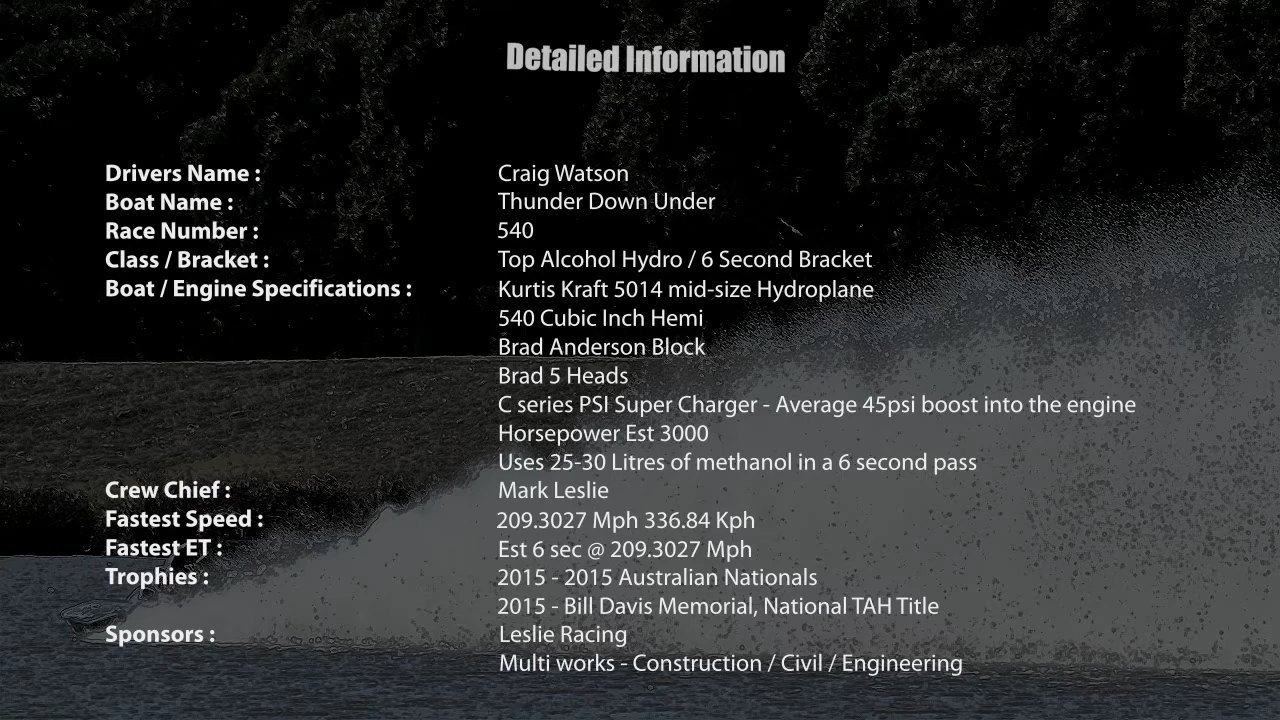 Detailed Information
Drivers Name : Craig Watson
Boat Name : Thunder Down Under
Race Number : 540
Class / Bracket : Top Alcohol Hydro / 6 Second Bracket
Boat / Engine Specifications : Kurtis Kraft 5014 mid-size Hydroplane
540 Cubic Inch Hemi
Brad Anderson Block
Brad 5 Heads
C series PSI Super Charger - Average 45psi boost into the engine
Horsepower Est 3000
Uses 25-30 Litres of methanol in a 6 second pass
Crew Chief : Mark Leslie
Fastest Speed : 209.3027 Mph 336.84 Kph
Fastest ET : Est 6 sec @ 209.3027 Mph
Trophies : 2015 - 2015 Australian Nationals
2015 - Bill Davis Memorial, National TAH Title
Sponsors : Leslie Racing
Multi works - Construction / Civil / Engineering